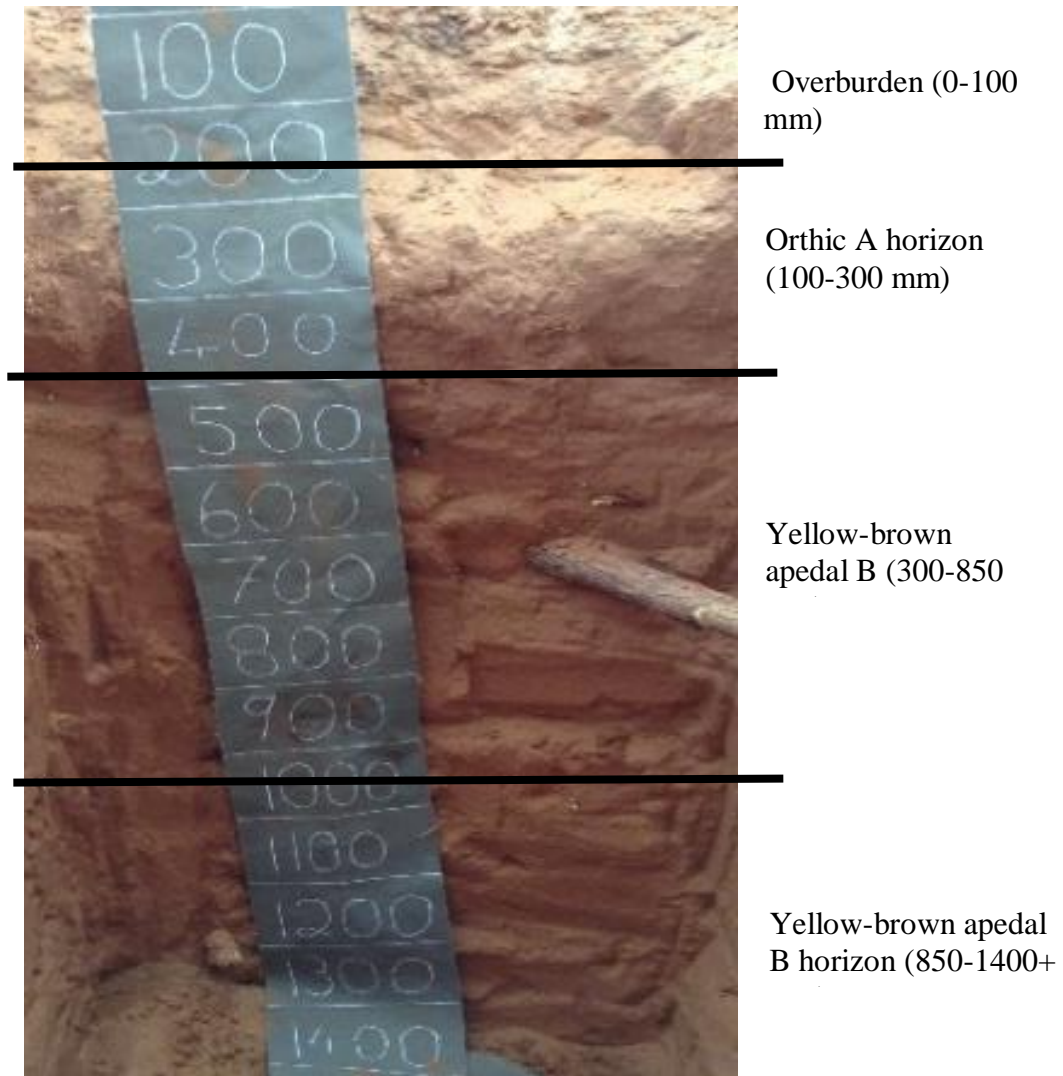 100
200
300
400
500
600
700
800
900
1000
1100
1200
1300
1400
Overburden (0-100
mm)
Orthic A horizon
(100-300 mm)
Yellow-brown
apedal B (300-850
Yellow-brown apedal
B horizon (850-1400+